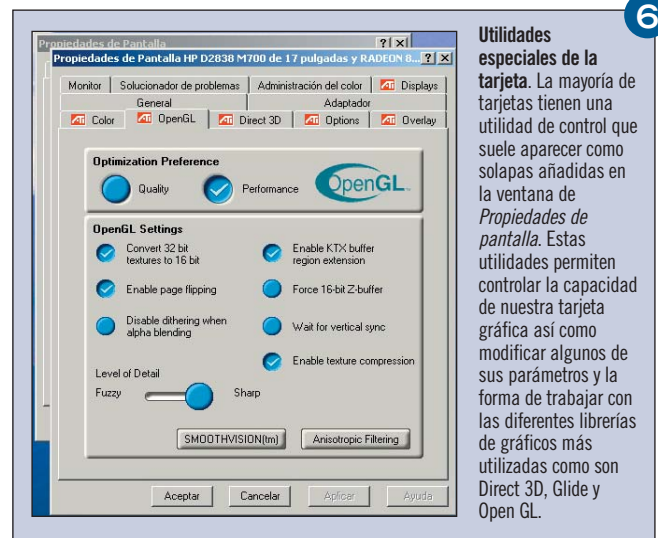 6
Propiedades de Pantalla
Propiedades de Pantalla HP D2838 M700 de 17 pulgadas y RADEON 8...
Monitor Solucionador de problemas Administración del color ATI Displays
General Adaptador
ATI Color ATI OpenGL ATI Direct 3D ATI Options ATI Overlay
Optimization Preference
Quality Performance OpenGL
OpenGL Settings
Convert 32 bit
textures to 16 bit
Enable KTX buffer
region extension
Enable page flipping
Force 16-bit Z-buffer
Disable dithering when
alpha blending
Wait for vertical sync
Enable texture compression
Level of Detail
Fuzzy Sharp
SMOOTHVISION(tm) Anisotropic Filtering
Aceptar Cancelar Aplicar Ayuda
Utilidades
especiales de la
tarjeta. La mayoría de
tarjetas tienen una
utilidad de control que
suele aparecer como
solapas añadidas en
la ventana de
Propiedades de
pantalla. Estas
utilidades permiten
controlar la capacidad
de nuestra tarjeta
gráfica así como
modificar algunos de
sus parámetros y la
forma de trabajar con
las diferentes librerías
de gráficos más
utilizadas como son
Direct 3D, Glide y
Open GL.